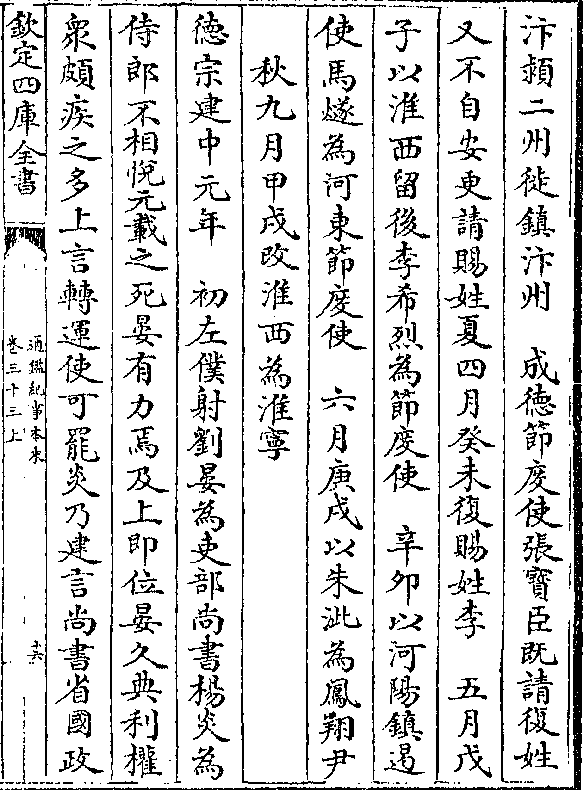 汴潁二州徙鎮汴州　成德節度使張寶臣既請復姓
又不自安更請賜姓夏四月癸未復賜姓李　五月戊
子以淮西留後李希烈為節度使　辛卯以河陽鎮遏
使馬燧為河東節度使　六月庚戌以朱泚為鳳翔尹
秋九月甲戌改淮西為淮寧
德宗建中元年　初左僕射劉晏為吏部尚書楊炎為
侍郎不相悅元載之死晏有力焉及上即位晏久典利權
衆頗疾之多上言轉運使可罷炎乃建言尚書省國政
欽定四庫全書
通鑑紀事本末
卷三十三上
十六